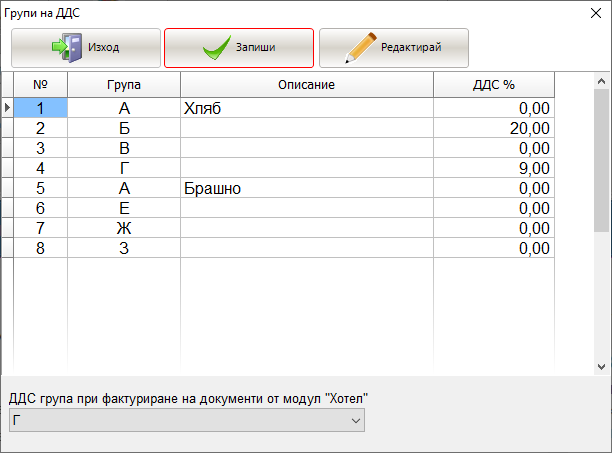 Групи на ДДС
Изход Запиши Редактирай
№ Група Описание ДДС %
1 А Хляб 0,00
2 Б 20,00
3 В 0,00
4 Г 9,00
5 А Брашно 0,00
6 Е 0,00
7 Ж 0,00
8 З 0,00
ДДС група при фактуриране на документи от модул "Хотел"
Г